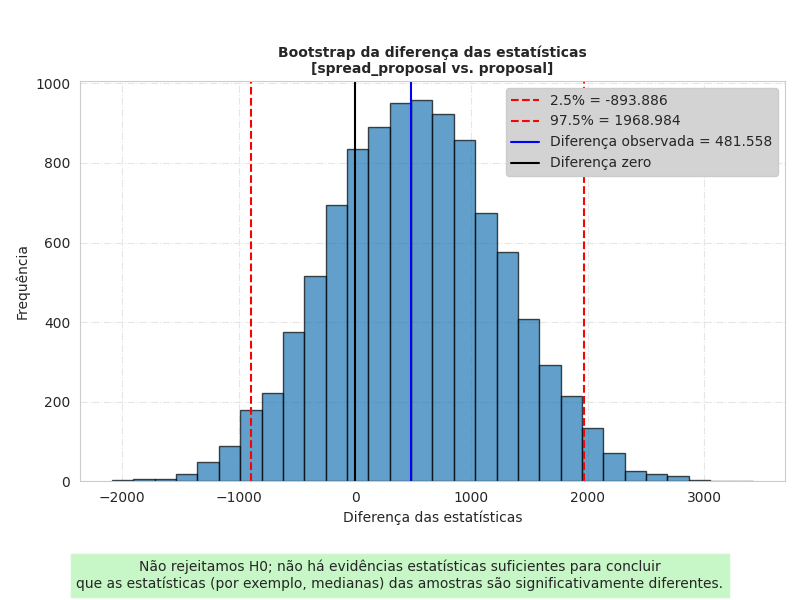 Bootstrap da diferença das estatísticas
[spread_proposal vs. proposal]
1000
800
600
400
200
0
Frequência
2.5% = -893.886
97.5% = 1968.984
Diferença observada = 481.558
Diferença zero
−2000
−1000
0
1000
2000
3000
Diferença das estatísticas
Não rejeitamos H0; não há evidências estatísticas suficientes para concluir
que as estatísticas (por exemplo, medianas) das amostras são significativamente diferentes.